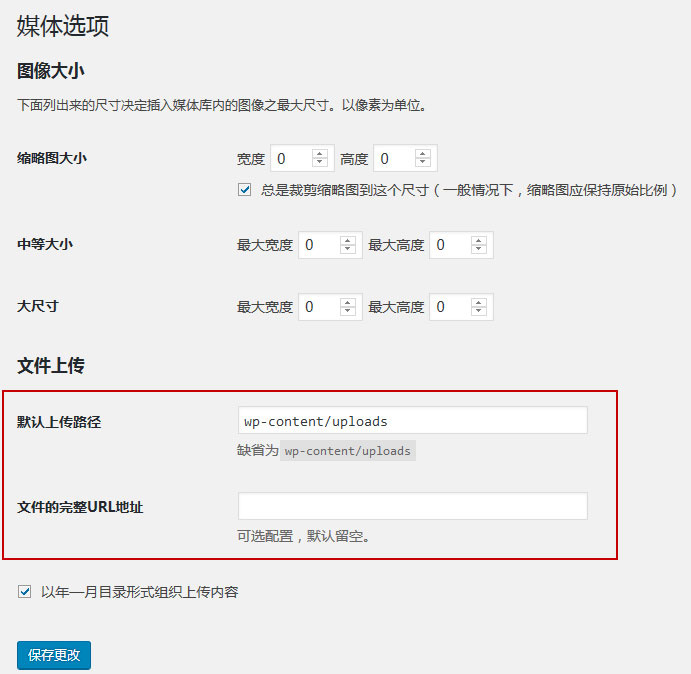 媒体选项
图像大小
下面列出来的尺寸决定插入媒体库内的图像之最大尺寸。以像素为单位。
缩略图大小 宽度 0 高度 0
总是裁剪缩略图到这个尺寸(一般情况下,缩略图应保持原始比例)
中等大小 最大宽度 0 最大高度 0
大尺寸 最大宽度 0 最大高度 0
文件上传
默认上传路径 wp-content/uploads
缺省为 wp-content/uploads
文件的完整URL地址
可选配置,默认留空。
以年—月目录形式组织上传内容
保存更改